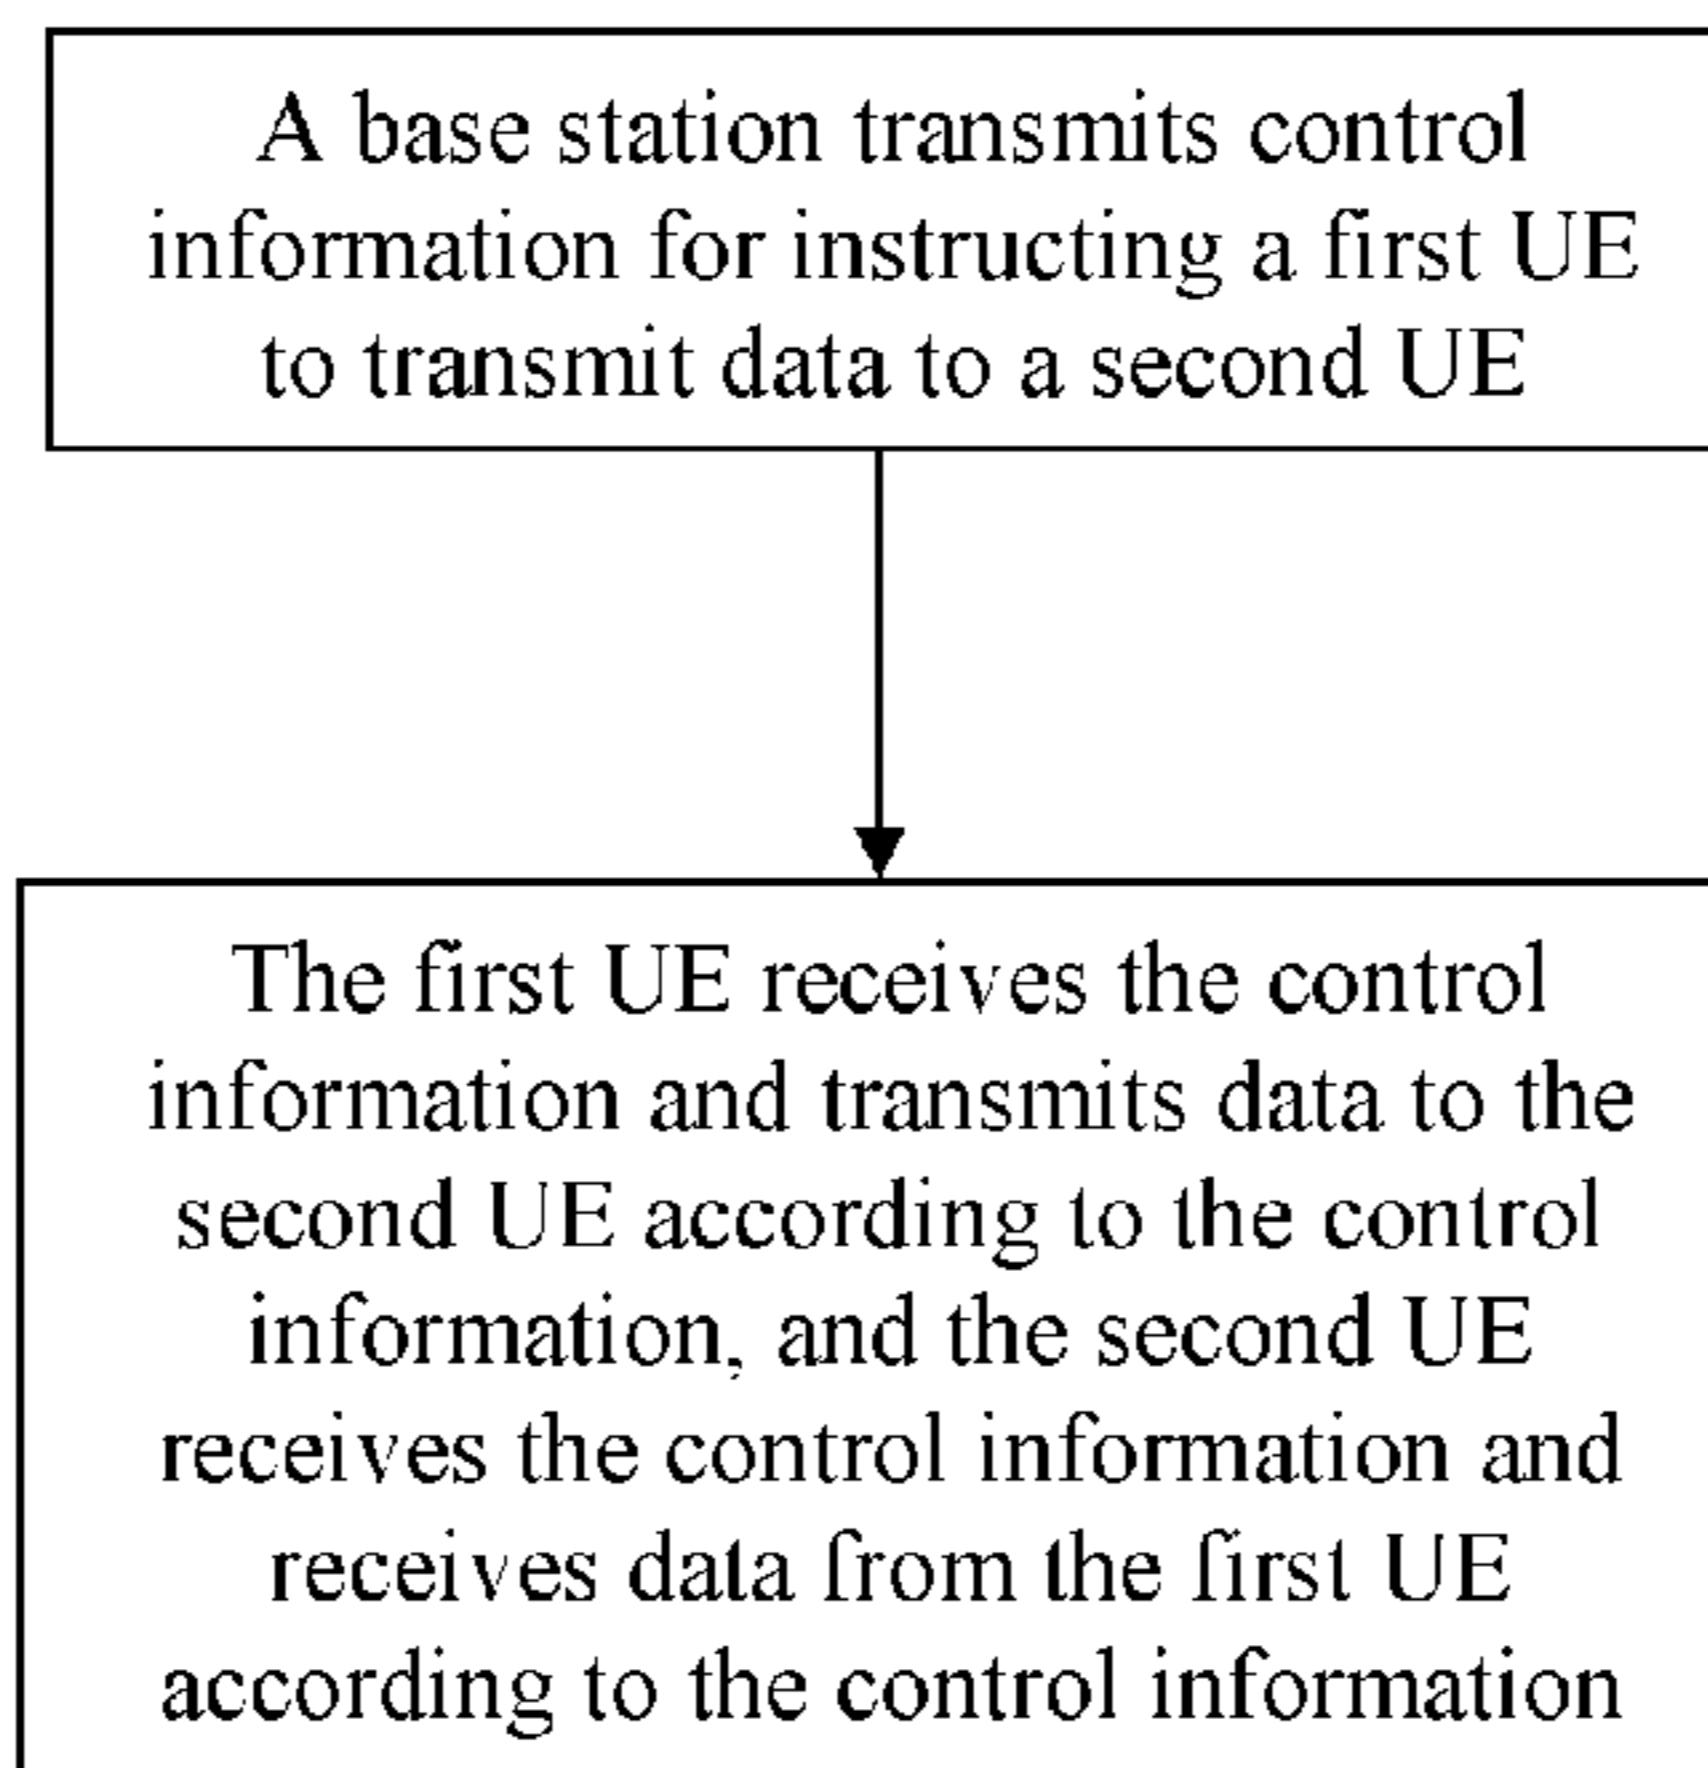 A base station transmits control
information for instructing a first UE
to transmit data to a second UE
The first UE receives the control
information and transmits data to the
second UE according to the control
information, and the second UE
receives the control information and
receives data from the first UE
according to the control information